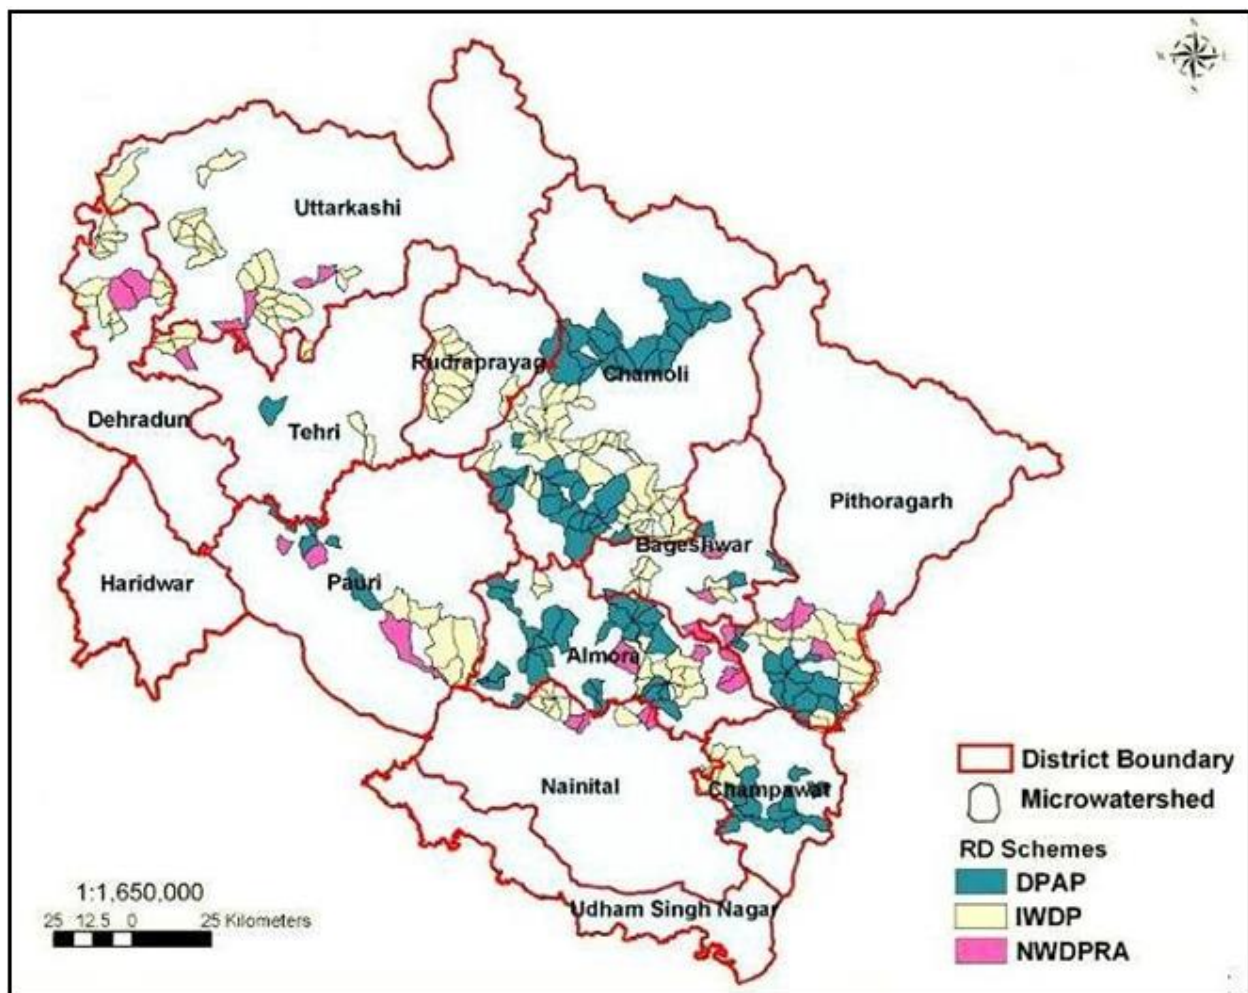 Uttarkashi
Rudraprayag
Chamoli
Dehradun
Tehri
Pithoragarh
Bageshwar
Haridwar
Pauri
Almora
Nainital
Champawat
Udham Singh Nagar
District Boundary
Microwatershed
RD Schemes
DPAP
IWDP
NWDPRA
1:1,650,000
25 12.5 0 25 Kilometers